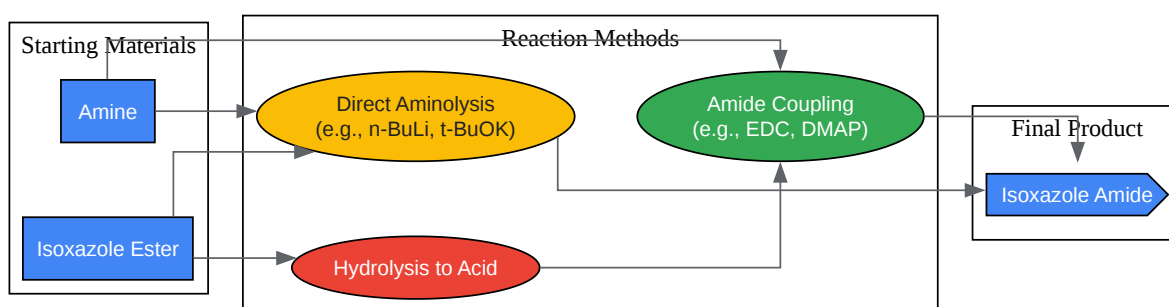 Starting Materials
Amine
Isoxazole Ester
Reaction Methods
Direct Aminolysis
(e.g., n-BuLi, t-BuOK)
Amide Coupling
(e.g., EDC, DMAP)
Hydrolysis to Acid
Final Product
Isoxazole Amide